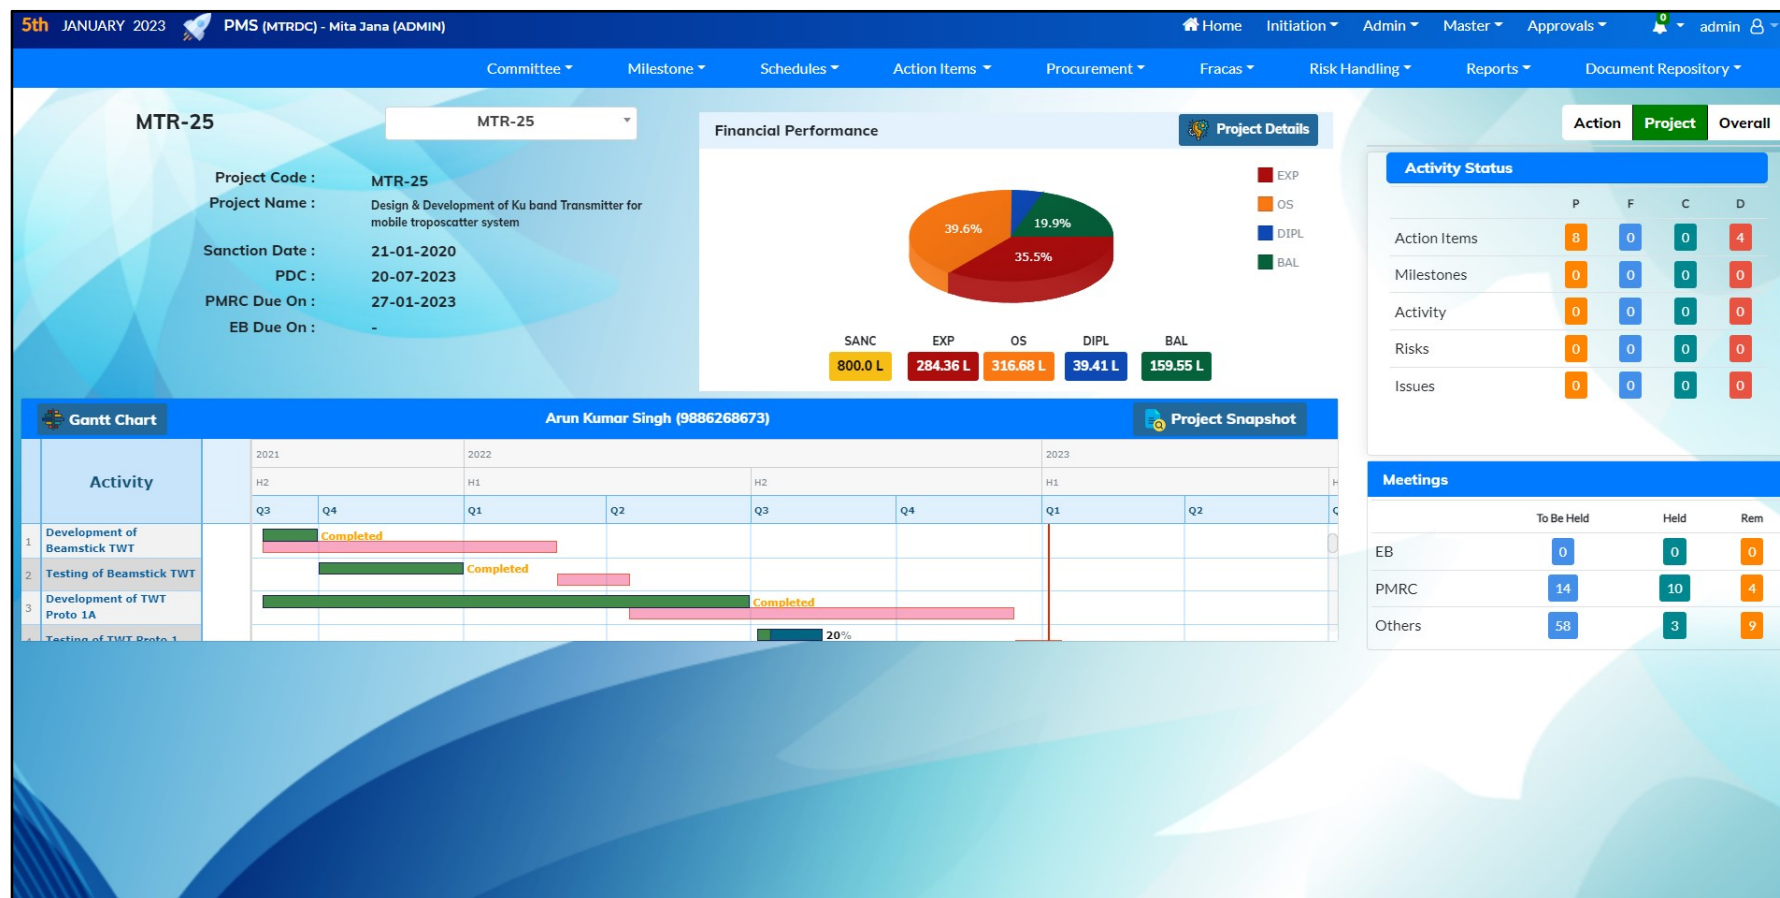 5th JANUARY 2023 PMS (MTRDC) - Mita Jana (ADMIN) Home Initiation Admin Master Approvals 0 admin
Committee Milestone Schedules Action Items Procurement Fracas Risk Handling Reports Document Repository
MTR-25 MTR-25
Project Code : MTR-25
Project Name : Design & Development of Ku band Transmitter for
mobile troposcatter system
Sanction Date : 21-01-2020
PDC : 20-07-2023
PMRC Due On : 27-01-2023
EB Due On : -
Financial Performance Project Details
39.6% 19.9%
35.5%
EXP
OS
DIPL
BAL
SANC EXP OS DIPL BAL
800.0 L 284.36 L 316.68 L 39.41 L 159.55 L
Action Project Overall
Activity Status
P F C D
Action Items 8 0 0 4
Milestones 0 0 0 0
Activity 0 0 0 0
Risks 0 0 0 0
Issues 0 0 0 0
Gantt Chart Arun Kumar Singh (9886268673) Project Snapshot
2021 2022 2023
Activity H2 H1 H2 H1
Q3 Q4 Q1 Q2 Q3 Q4 Q1 Q2
1 Development of
Beamstick TWT Completed
2 Testing of Beamstick TWT Completed
3 Development of TWT
Proto 1A Completed
Testing of TWT Proto 1 20%
Meetings
To Be Held Held Rem
EB 0 0 0
PMRC 14 10 4
Others 58 3 9